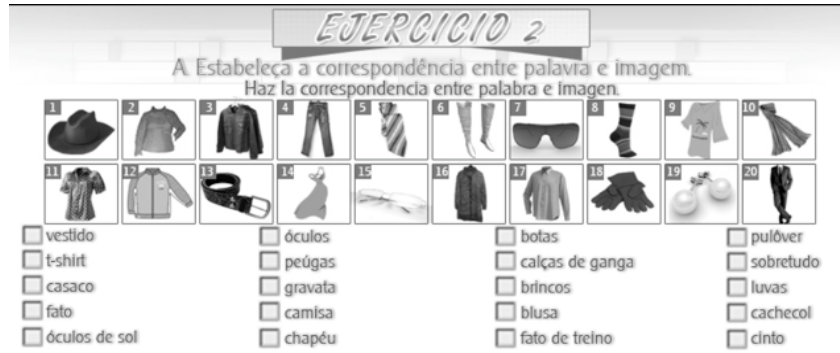 EJERCICIO 2
A. Estabeleça a correspondência entre palavra e imagem.
Haz la correspondencia entre palabra e imagen.
1 2 3 4 5 6 7 8 9 10
11 12 13 14 15 16 17 18 19 20
vestido óculos botas pulôver
t-shirt peúgas calças de ganga sobretudo
casaco gravata brincos luvas
fato camisa blusa cachecol
óculos de sol chapéu fato de treino cinto